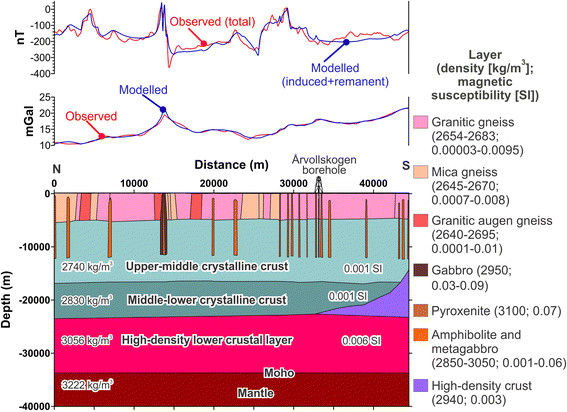 0
-100
-200
-300
-400
nT
Observed (total)
Modelled
(induced+remanent)
25
20
15
10
mGal
Modelled
Observed
Distance (m)
Årvollskogen
borehole
N
S
0
10000
20000
30000
40000
0
-10000
-20000
-30000
-40000
Depth (m)
2740 kg/m³
Upper-middle crystalline crust
0.001 SI
2830 kg/m³
Middle-lower crystalline crust
0.001 SI
3056 kg/m³
High-density lower crustal layer
0.006 SI
Moho
3222 kg/m³
Mantle
Layer
(density [kg/m³];
magnetic
susceptibility [SI])
Granitic gneiss
(2654-2683;
0.00003-0.0095)
Mica gneiss
(2645-2670;
0.0007-0.008)
Granitic augen gneiss
(2640-2695;
0.0001-0.01)
Gabbro (2950;
0.03-0.09)
Pyroxenite (3100; 0.07)
Amphibolite and
metagabbro
(2850-3050; 0.001-0.06)
High-density crust
(2940; 0.003)